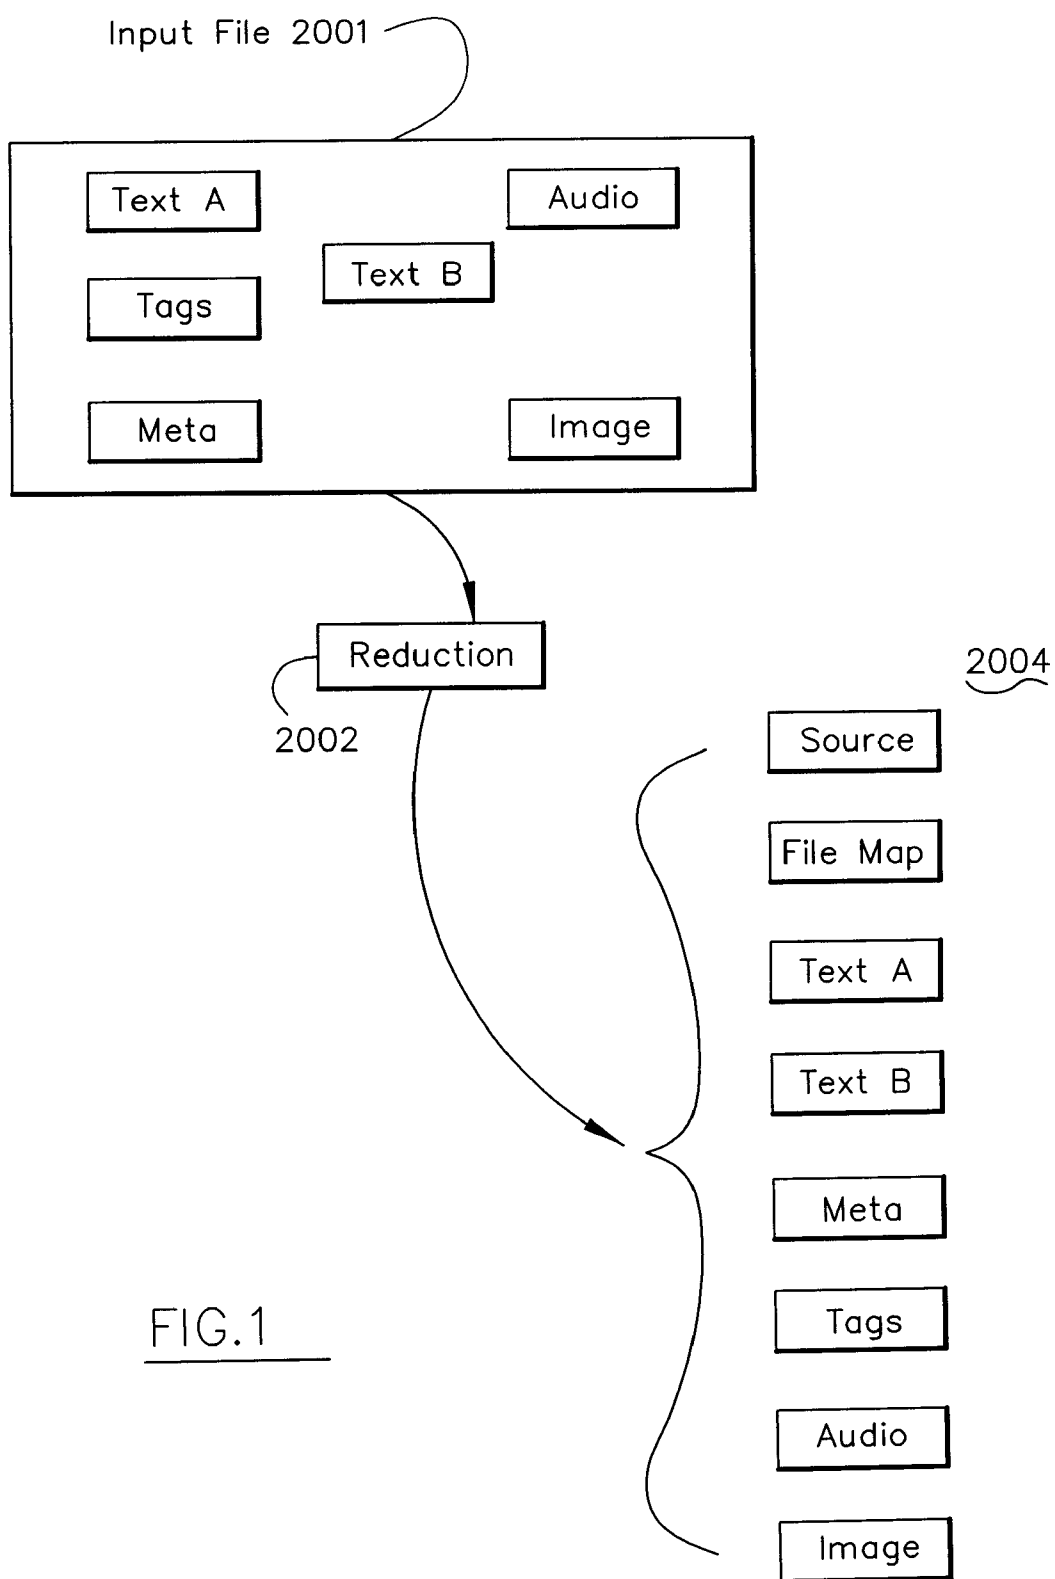 Input File 2001
Text A
Audio
Text B
Tags
Meta
Image
Reduction
2002
2004
Source
File Map
Text A
Text B
Meta
Tags
Audio
Image
FIG.1